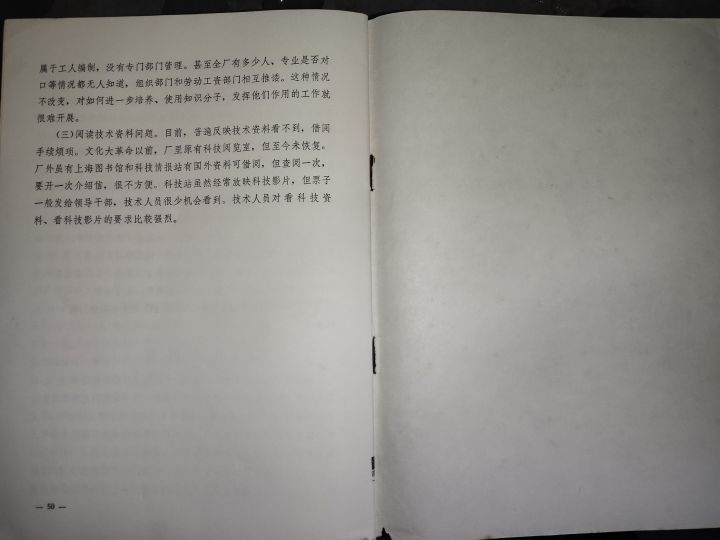 属于工人编制，没有专门部门管理。甚至全厂有多少人、专业是否对
口等情况都无人知道，组织部门和劳动工资部门相互推诿。这种情况
不改变，对如何进一步培养、使用知识分子，发挥他们作用的工作就
很难开展。
（三）阅读技术资料问题。目前，普遍反映技术资料看不到，借阅
手续烦琐。文化大革命以前，厂里原有科技阅览室，但至今未恢复。
厂外虽有上海图书馆和科技情报站有国外资料可借阅，但查阅一次，
要开一次介绍信，很不方便。科技站虽然经常放映科技影片，但票子
一般发给领导干部，技术人员很少机会看到。技术人员对看科技资
料、看科技影片的要求比较强烈。
— 50 —